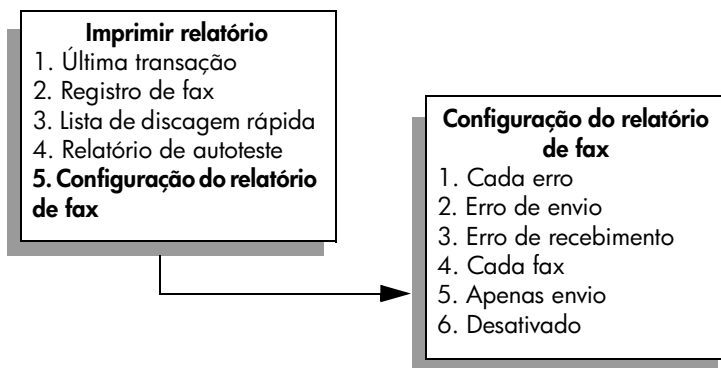 Imprimir relatório
1. Última transação
2. Registro de fax
3. Lista de discagem rápida
4. Relatório de autoteste
5. Configuração do relatório
de fax
Configuração do relatório
de fax
1. Cada erro
2. Erro de envio
3. Erro de recebimento
4. Cada fax
5. Apenas envio
6. Desativado